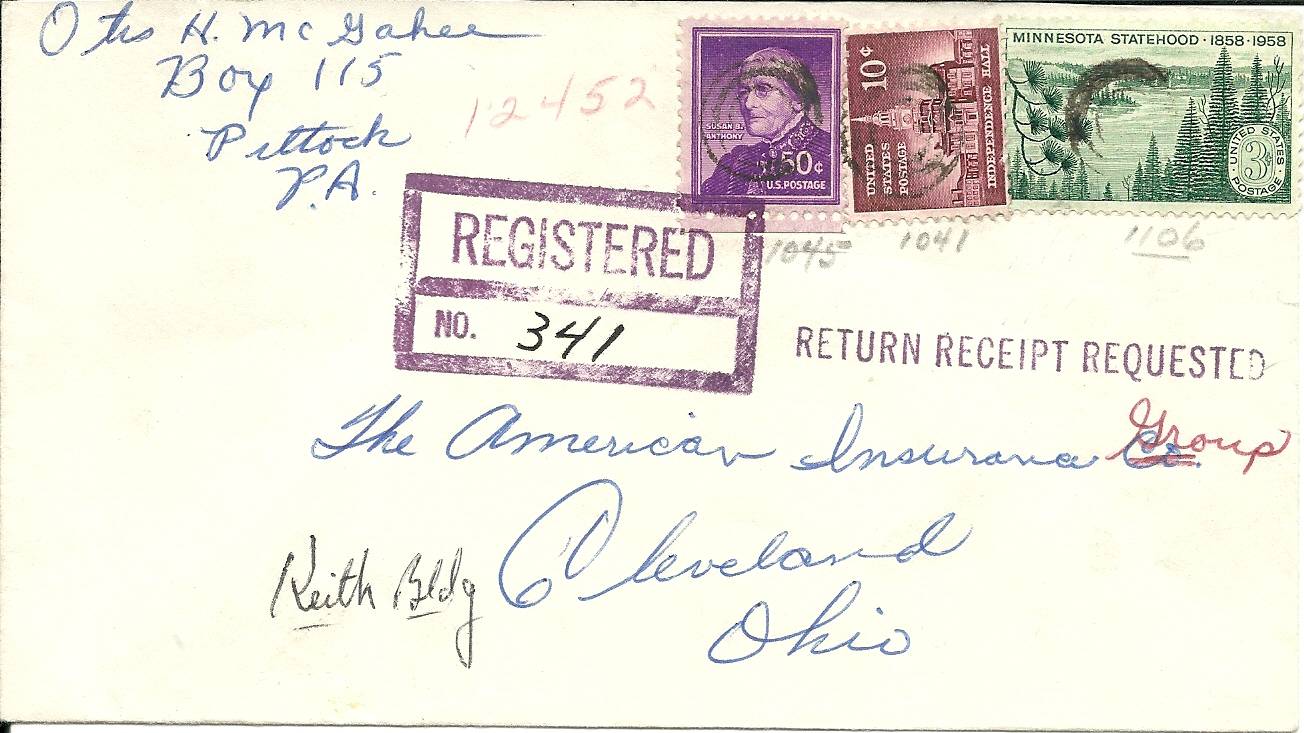 Otis H. McGahee
Box 115
Pittock
P.A.
12452
SUSAN B. ANTHONY
50¢
U.S. POSTAGE
10¢
UNITED STATES POSTAGE
INDEPENDENCE HALL
MINNESOTA STATEHOOD · 1858 · 1958
UNITED STATES POSTAGE
3¢
1045
1041
1106
REGISTERED
NO. 341
RETURN RECEIPT REQUESTED
The American Insurance Co. Group
Keith Bldg
Cleveland
Ohio